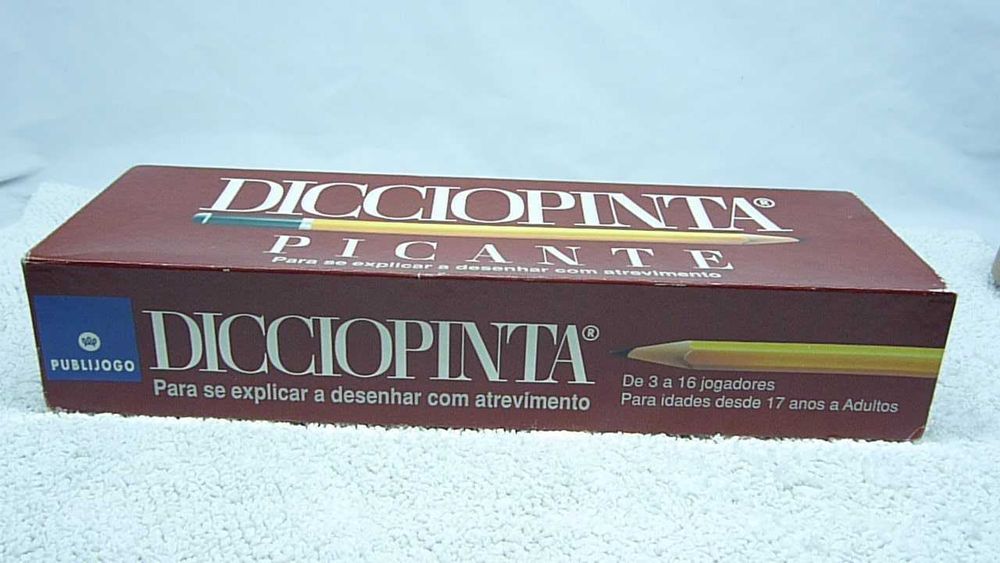 DICCIOPINTA®
PICANTE
Para se explicar a desenhar com atrevimento
PUBLIJOGO
DICCIOPINTA®
Para se explicar a desenhar com atrevimento
De 3 a 16 jogadores
Para idades desde 17 anos a Adultos